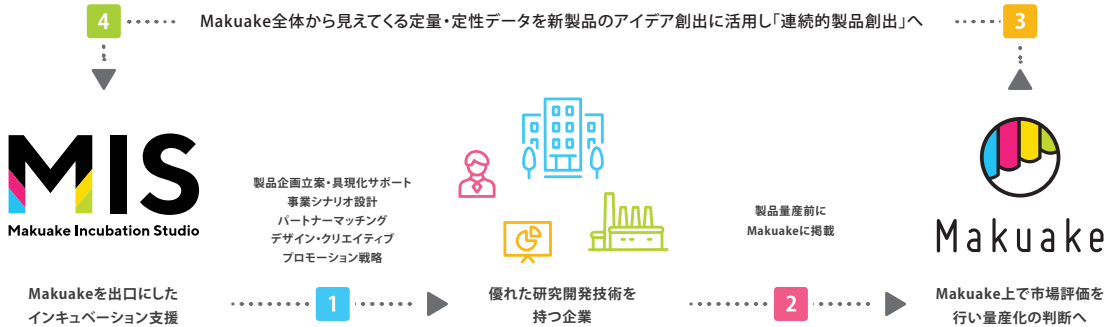 4
Makuake全体から見えてくる定量・定性データを新製品のアイデア創出に活用し「連続的製品創出」へ
3
MIS
Makuake Incubation Studio
Makuakeを出口にした
インキュベーション支援
製品企画立案・具現化サポート
事業シナリオ設計
パートナーマッチング
デザイン・クリエイティブ
プロモーション戦略
1
優れた研究開発技術を
持つ企業
製品量産前に
Makuakeに掲載
2
Makuake
Makuake上で市場評価を
行い量産化の判断へ